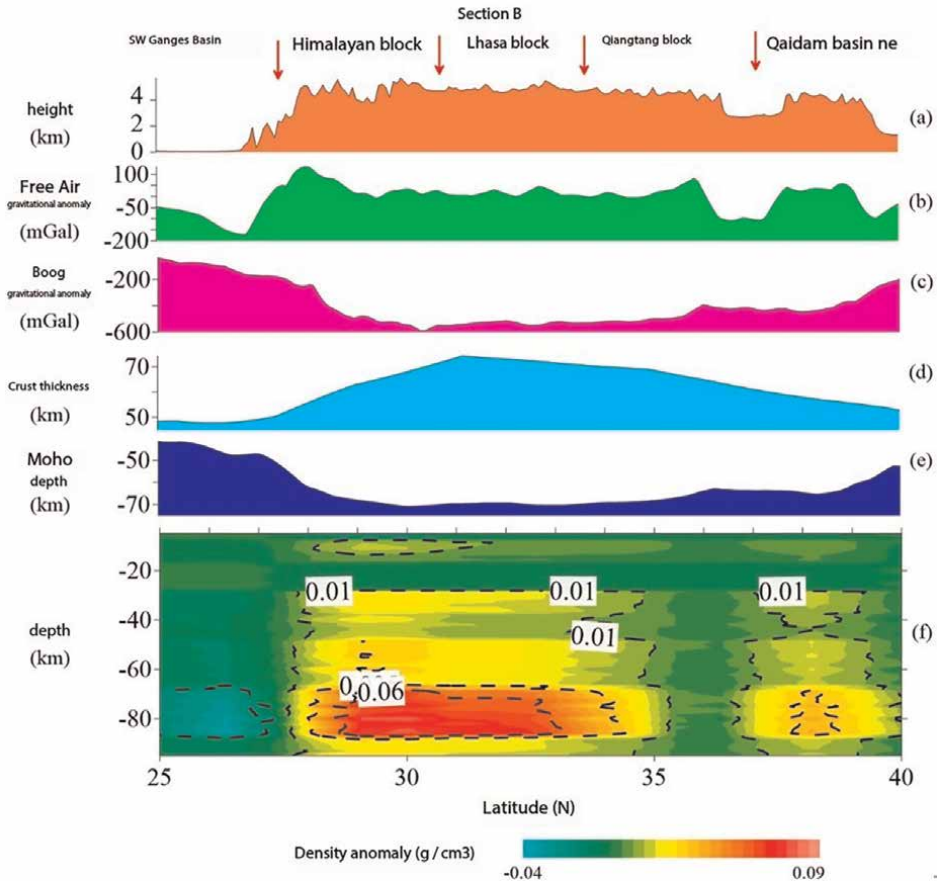 Section B
SW Ganges Basin
Himalayan block
Lhasa block
Qiangtang block
Qaidam basin ne
height
(km)
4
2
0
(a)
Free Air
gravitational anomaly
(mGal)
100
-50
-200
(b)
Boog
gravitational anomaly
(mGal)
-200
-600
(c)
Crust thickness
(km)
70
50
(d)
Moho
depth
(km)
-50
-70
(e)
depth
(km)
-20
-40
-60
-80
0.01
0.01
0.01
0.01
0.06
(f)
25
30
35
40
Latitude (N)
Density anomaly (g / cm3)
-0.04
0.09